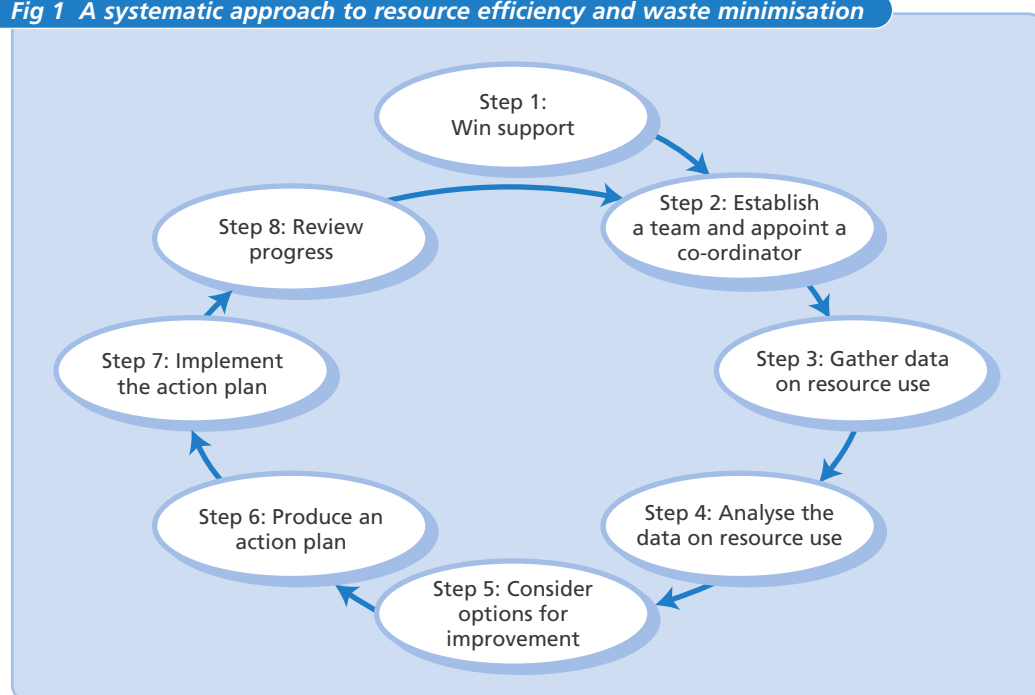 Fig 1 A systematic approach to resource efficiency and waste minimisation
Step 1:
Win support
Step 2: Establish
a team and appoint a
co-ordinator
Step 3: Gather data
on resource use
Step 4: Analyse the
data on resource use
Step 5: Consider
options for
improvement
Step 6: Produce an
action plan
Step 7: Implement
the action plan
Step 8: Review
progress